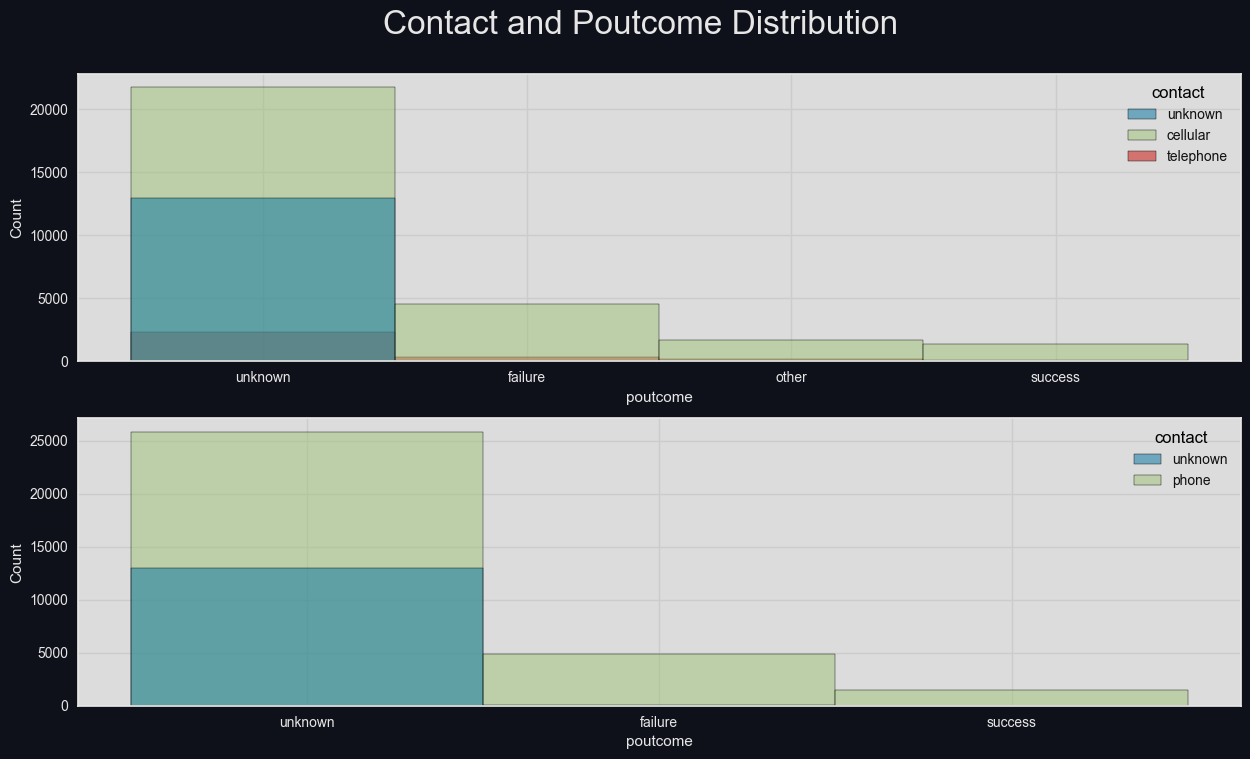 Contact and Poutcome Distribution
20000
15000
10000
5000
0
Count
contact
unknown
cellular
telephone
unknown failure other success
poutcome
25000
20000
15000
10000
5000
0
Count
contact
unknown
phone
unknown failure success
poutcome